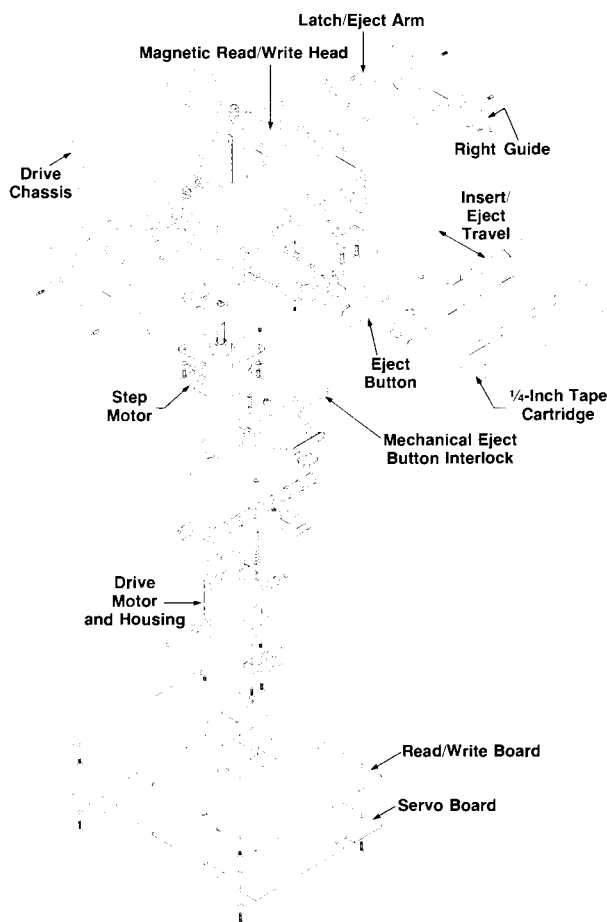 Latch/Eject Arm
Magnetic Read/Write Head
Right Guide
Drive
Chassis
Insert/
Eject
Travel
Eject
Button
Step
Motor
¼-Inch Tape
Cartridge
Mechanical Eject
Button Interlock
Drive
Motor
and Housing
Read/Write Board
Servo Board